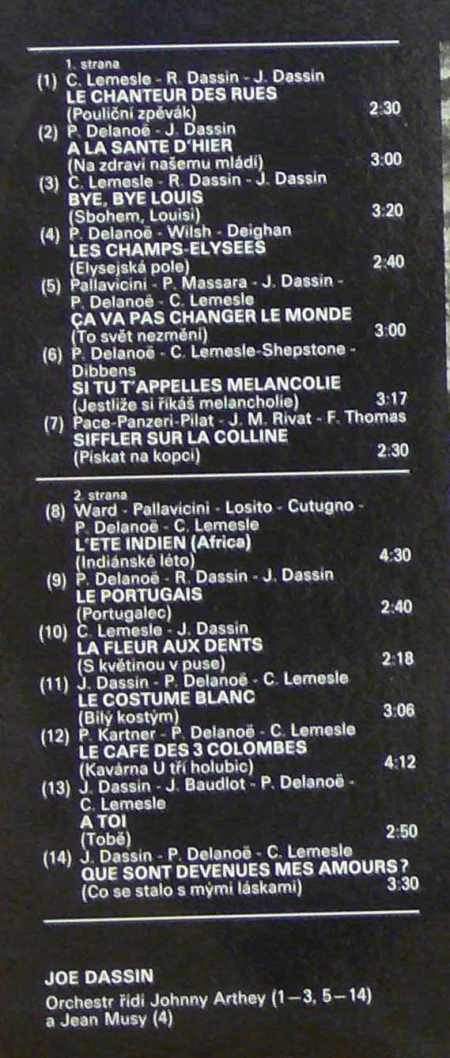 1. strana
(1) C. Lemesle - R. Dassin - J. Dassin
LE CHANTEUR DES RUES
(Pouliční zpěvák) 2:30
(2) P. Delanoë - J. Dassin
A LA SANTE D'HIER
(Na zdraví našemu mládí) 3:00
(3) C. Lemesle - R. Dassin - J. Dassin
BYE, BYE LOUIS
(Sbohem, Louisi) 3:20
(4) P. Delanoë - Wilsh - Deighan
LES CHAMPS-ELYSEES
(Elysejská pole) 2:40
(5) Pallavicini - P. Massara - J. Dassin -
P. Delanoë - C. Lemesle
ÇA VA PAS CHANGER LE MONDE
(To svět nezmění) 3:00
(6) P. Delanoë - C. Lemesle-Shepstone -
Dibbens
SI TU T'APPELLES MELANCOLIE
(Jestliže si říkáš melancholie) 3:17
(7) Pace-Panzeri-Pilat - J. M. Rivat - F. Thomas
SIFFLER SUR LA COLLINE
(Pískat na kopci) 2:30
2. strana
(8) Ward - Pallavicini - Losito - Cutugno -
P. Delanoë - C. Lemesle
L'ETE INDIEN (Africa)
(Indiánské léto) 4:30
(9) P. Delanoë - R. Dassin - J. Dassin
LE PORTUGAIS
(Portugalec) 2:40
(10) C. Lemesle - J. Dassin
LA FLEUR AUX DENTS
(S květinou v puse) 2:18
(11) J. Dassin - P. Delanoë - C. Lemesle
LE COSTUME BLANC
(Bílý kostým) 3:06
(12) P. Kartner - P. Delanoë - C. Lemesle
LE CAFE DES 3 COLOMBES
(Kavárna U tří holubic) 4:12
(13) J. Dassin - J. Baudlot - P. Delanoë -
C. Lemesle
A TOI
(Tobě) 2:50
(14) J. Dassin - P. Delanoë - C. Lemesle
QUE SONT DEVENUES MES AMOURS?
(Co se stalo s mými láskami) 3:30
JOE DASSIN
Orchestr řídí Johnny Arthey (1—3, 5—14)
a Jean Musy (4)